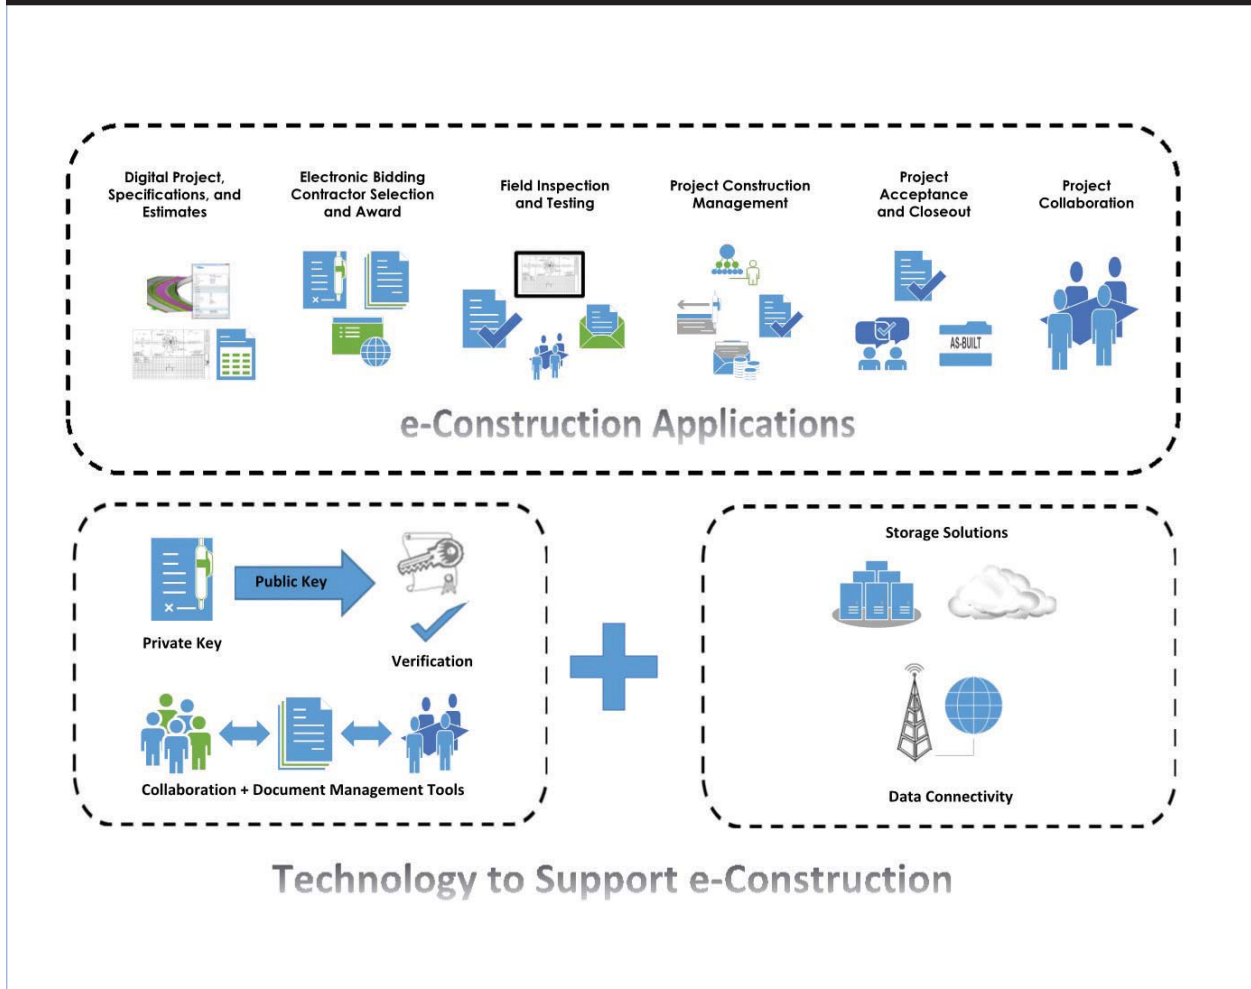 Digital Project,
Specifications, and
Estimates
Electronic Bidding
Contractor Selection
and Award
Field Inspection
and Testing
Project Construction
Management
Project
Acceptance
and Closeout
Project
Collaboration
AS-BUILT
e-Construction Applications
Public Key
Private Key
Verification
Collaboration + Document Management Tools
Storage Solutions
Data Connectivity
Technology to Support e-Construction